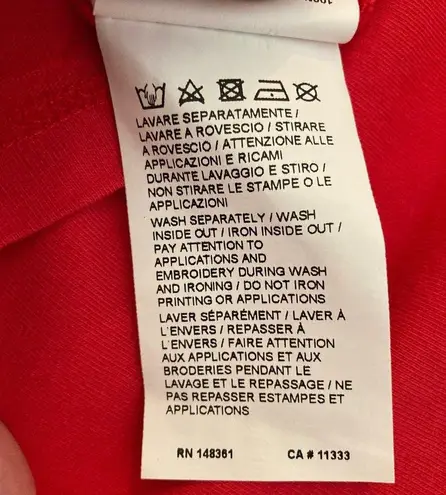 LAVARE SEPARATAMENTE /
LAVARE A ROVESCIO / STIRARE
A ROVESCIO / ATTENZIONE ALLE
APPLICAZIONI E RICAMI
DURANTE LAVAGGIO E STIRO /
NON STIRARE LE STAMPE O LE
APPLICAZIONI
WASH SEPARATELY / WASH
INSIDE OUT / IRON INSIDE OUT /
PAY ATTENTION TO
APPLICATIONS AND
EMBROIDERY DURING WASH
AND IRONING / DO NOT IRON
PRINTING OR APPLICATIONS
LAVER SÉPARÉMENT / LAVER À
L'ENVERS / REPASSER À
L'ENVERS / FAIRE ATTENTION
AUX APPLICATIONS ET AUX
BRODERIES PENDANT LE
LAVAGE ET LE REPASSAGE / NE
PAS REPASSER ESTAMPES ET
APPLICATIONS
RN 148361 CA # 11333